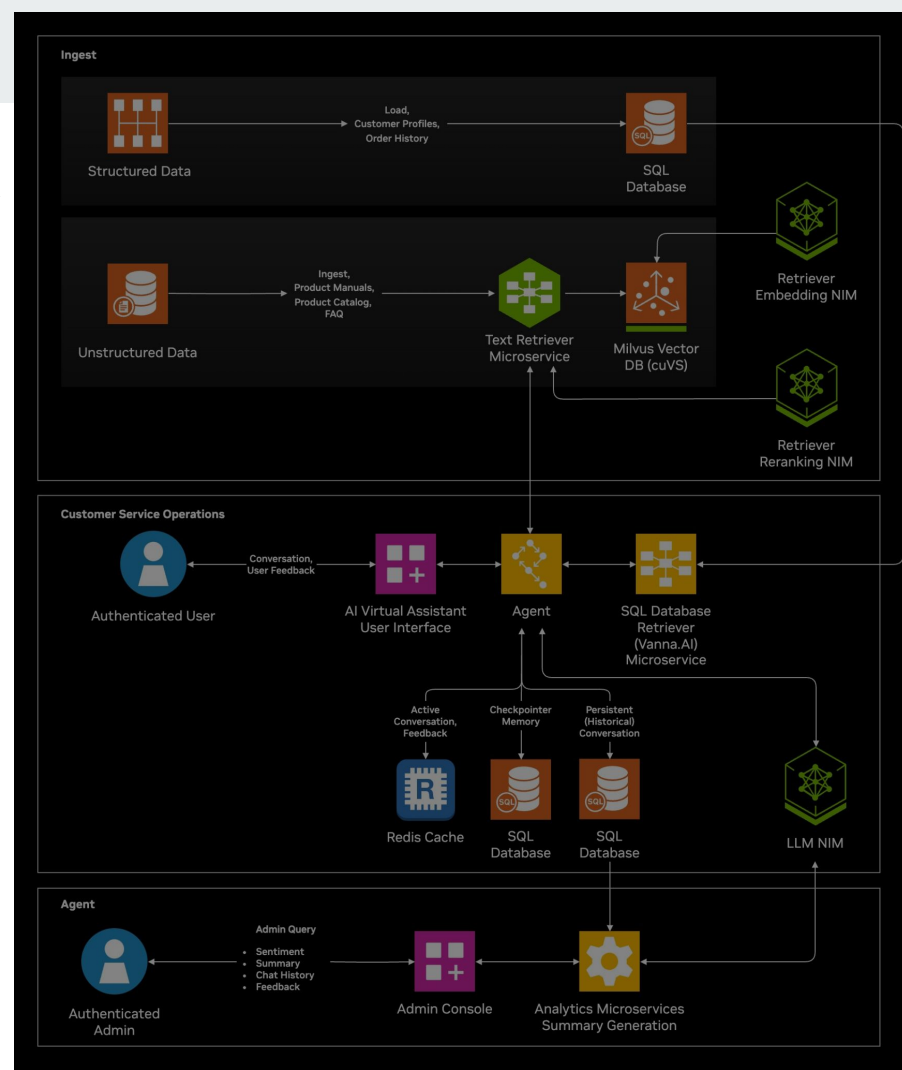 Ingest
Load,
Customer Profiles,
Order History
Structured Data
SQL
SQL
Database
Ingest,
Product Manuals,
Product Catalog,
FAQ
Unstructured Data
Text Retriever
Microservice
Milvus Vector
DB (cuVS)
Retriever
Embedding NIM
Retriever
Reranking NIM
Customer Service Operations
Conversation,
User Feedback
Authenticated User
AI Virtual Assistant
User Interface
Agent
SQL Database
Retriever
(Vanna.AI)
Microservice
Active
Conversation,
Feedback
Checkpointer
Memory
Persistent
(Historical)
Conversation
R
Redis Cache
SQL
SQL
Database
SQL
SQL
Database
LLM NIM
Agent
Admin Query
• Sentiment
• Summary
• Chat History
• Feedback
Authenticated
Admin
Admin Console
Analytics Microservices
Summary Generation